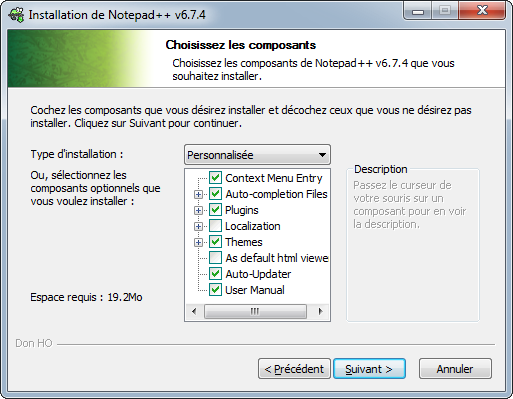 Installation de Notepad++ v6.7.4
Choisissez les composants
Choisissez les composants de Notepad++ v6.7.4 que vous
souhaitez installer.
Cochez les composants que vous désirez installer et décochez ceux que vous ne désirez pas
installer. Cliquez sur Suivant pour continuer.
Type d'installation :
Personnalisée
Ou, sélectionnez les
composants optionnels que
vous voulez installer :
Context Menu Entry
Auto-completion Files
Plugins
Localization
Themes
As default html viewe
Auto-Updater
User Manual
Description
Passez le curseur de
votre souris sur un
composant pour en voir
la description.
Espace requis : 19.2Mo
Don HO
< Précédent
Suivant >
Annuler